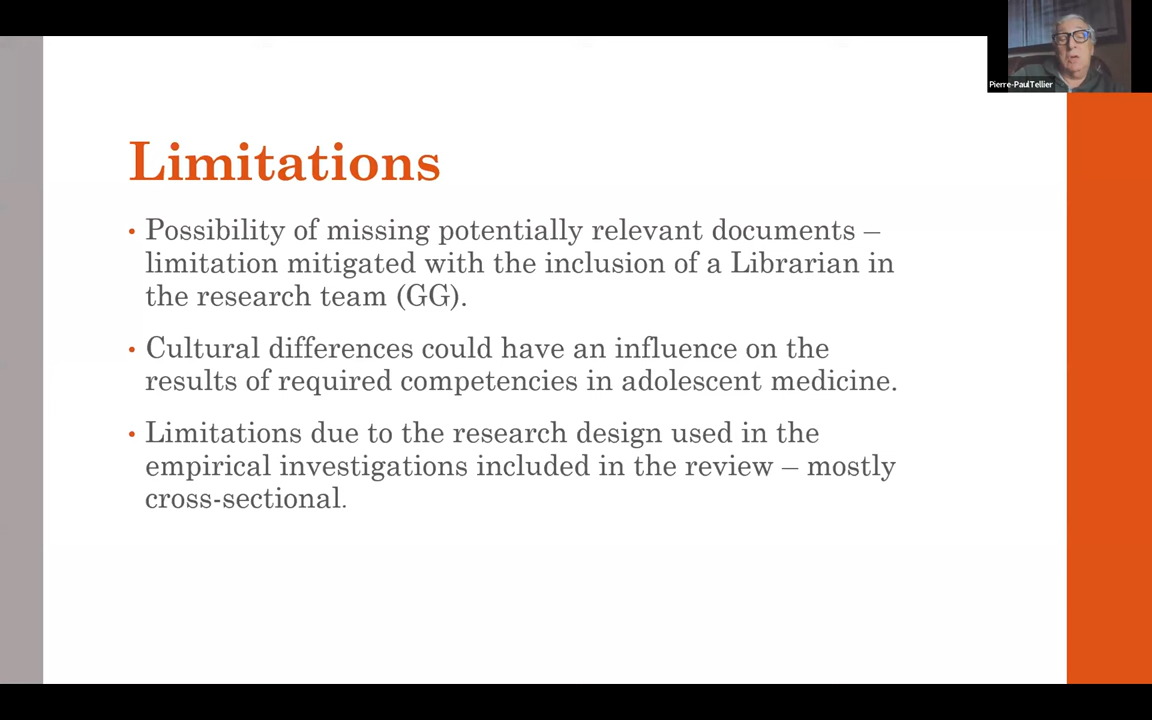 Pierre-Paul Tellier
Limitations
• Possibility of missing potentially relevant documents –
limitation mitigated with the inclusion of a Librarian in
the research team (GG).
• Cultural differences could have an influence on the
results of required competencies in adolescent medicine.
• Limitations due to the research design used in the
empirical investigations included in the review – mostly
cross-sectional.